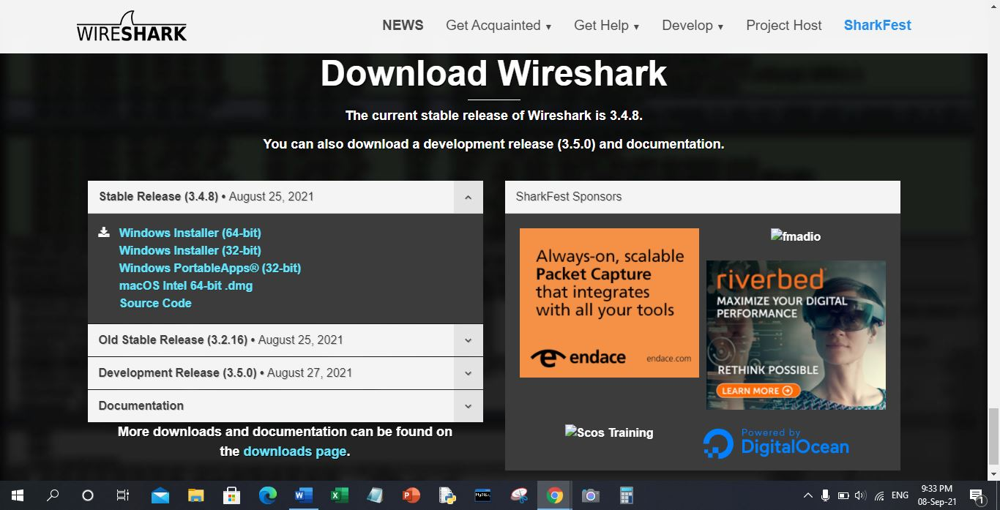 WIRESHARK
NEWS Get Acquainted ▼ Get Help ▼ Develop ▼ Project Host SharkFest
Download Wireshark
The current stable release of Wireshark is 3.4.8.
You can also download a development release (3.5.0) and documentation.
Stable Release (3.4.8) • August 25, 2021
Windows Installer (64-bit)
Windows Installer (32-bit)
Windows PortableApps® (32-bit)
macOS Intel 64-bit .dmg
Source Code
Old Stable Release (3.2.16) • August 25, 2021
Development Release (3.5.0) • August 27, 2021
Documentation
More downloads and documentation can be found on
the downloads page.
SharkFest Sponsors
Always-on, scalable
Packet Capture
that integrates
with all your tools
endace endace.com
fmadio
riverbed
MAXIMIZE YOUR DIGITAL
PERFORMANCE
RETHINK POSSIBLE
LEARN MORE
Scos Training
Powered by
DigitalOcean
MySQL
ENG
9:33 PM
08-Sep-21
1